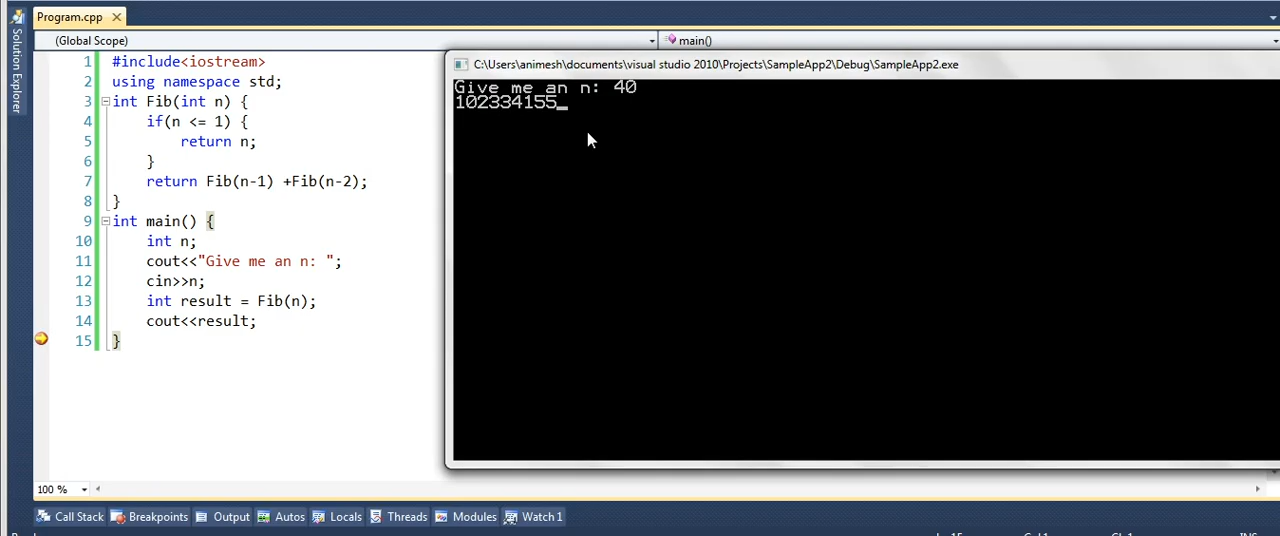 Program.cpp
Solution Explorer
(Global Scope)
main()
1 #include<iostream>
2 using namespace std;
3 int Fib(int n) {
4 if(n <= 1) {
5 return n;
6 }
7 return Fib(n-1) +Fib(n-2);
8 }
9 int main() {
10 int n;
11 cout<<"Give me an n: ";
12 cin>>n;
13 int result = Fib(n);
14 cout<<result;
15 }
C:\Users\animesh\documents\visual studio 2010\Projects\SampleApp2\Debug\SampleApp2.exe
Give me an n: 40
102334155_
100 %
Call Stack Breakpoints Output Autos Locals Threads Modules Watch 1